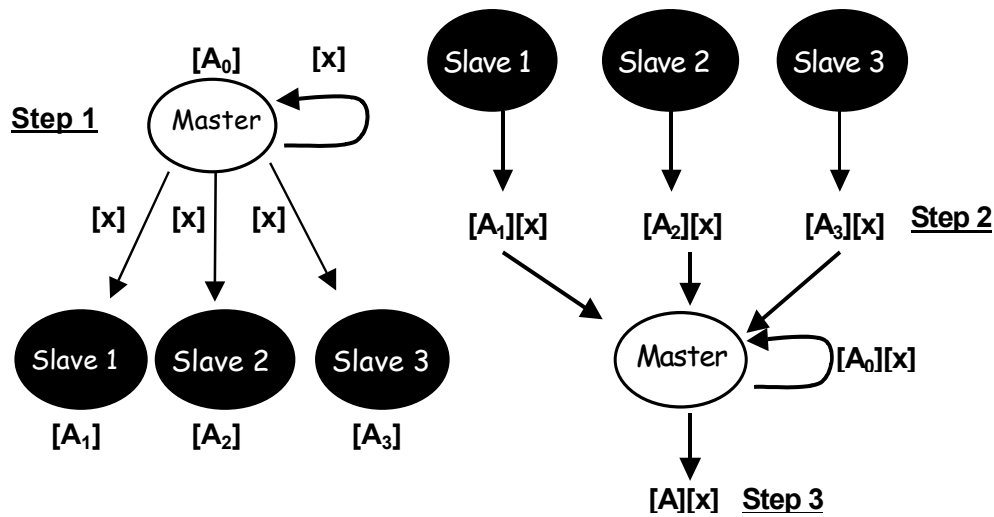 [A₀] [x]
Step 1
Master
[x] [x] [x]
Slave 1 Slave 2 Slave 3
[A₁] [A₂] [A₃]
Slave 1 Slave 2 Slave 3
[A₁][x] [A₂][x] [A₃][x] Step 2
Master [A₀][x]
[A][x] Step 3